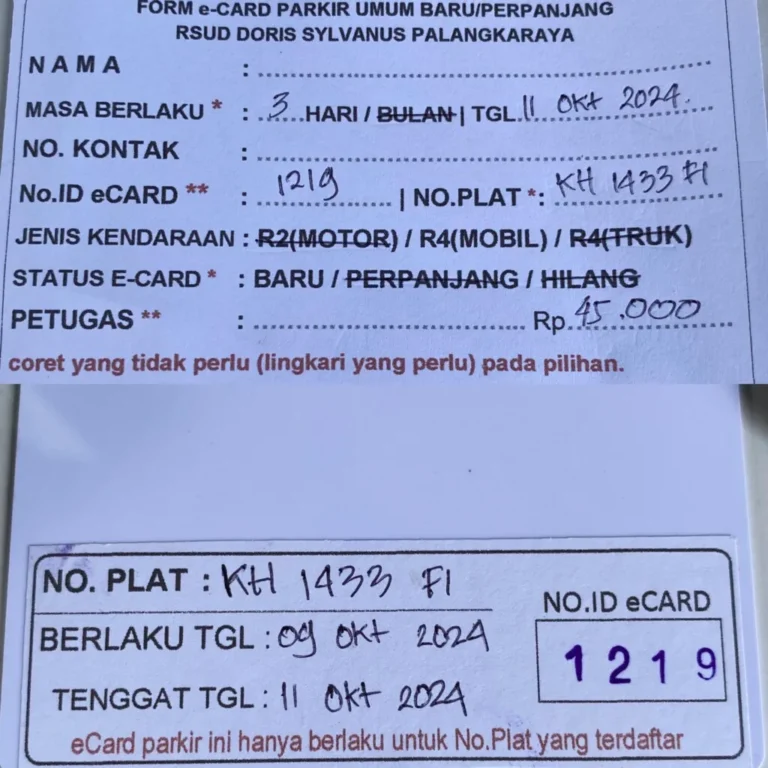 FORM e-CARD PARKIR UMUM BARU/PERPANJANG
RSUD DORIS SYLVANUS PALANGKARAYA
NAMA :
MASA BERLAKU * : 3 HARI / BULAN | TGL. 11 Okt 2024.
NO. KONTAK :
No.ID eCARD ** : 1219 | NO.PLAT *: KH 1433 FI
JENIS KENDARAAN : R2(MOTOR) / R4(MOBIL) / R4(TRUK)
STATUS E-CARD * : BARU / PERPANJANG / HILANG
PETUGAS ** : Rp. 45.000
coret yang tidak perlu (lingkari yang perlu) pada pilihan.
NO. PLAT : KH 1433 FI
NO.ID eCARD
BERLAKU TGL : 09 Okt 2024
1219
TENGGAT TGL : 11 Okt 2024
eCard parkir ini hanya berlaku untuk No.Plat yang terdaftar